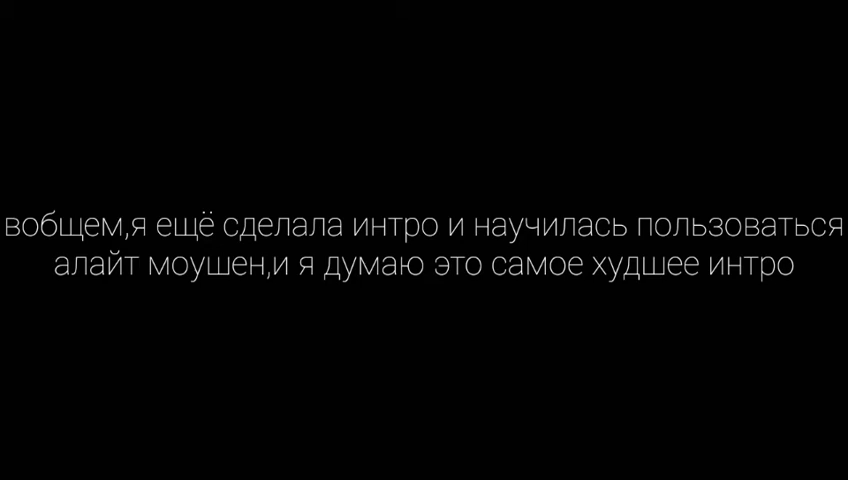 вобщем,я ещё сделала интро и научилась пользоваться
алайт моушен,и я думаю это самое худшее интро